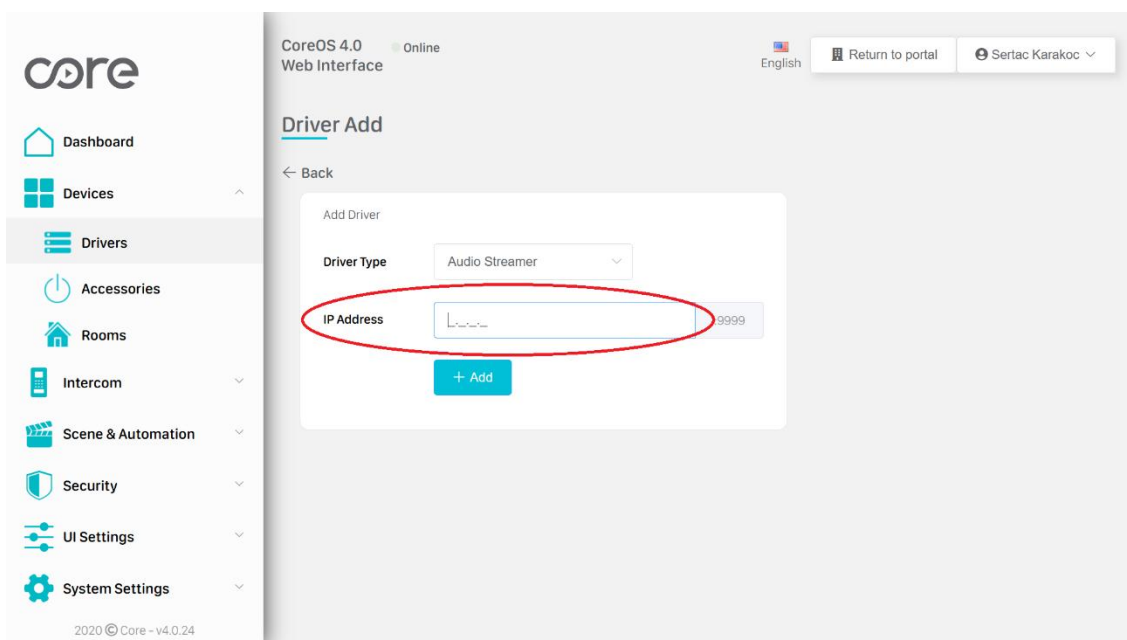 core
Dashboard
Devices
Drivers
Accessories
Rooms
Intercom
Scene & Automation
Security
UI Settings
System Settings
2020 © Core - v4.0.24
CoreOS 4.0 Online
Web Interface
English
Return to portal
Sertac Karakoc
Driver Add
← Back
Add Driver
Driver Type Audio Streamer
IP Address _._._._ :9999
+ Add